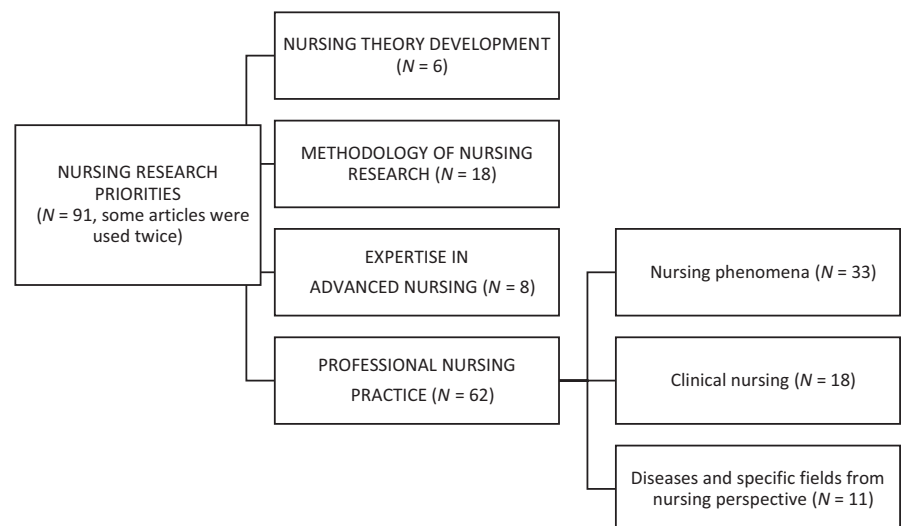 NURSING RESEARCH
PRIORITIES
(N = 91, some articles were
used twice)
NURSING THEORY DEVELOPMENT
(N = 6)
METHODOLOGY OF NURSING
RESEARCH (N = 18)
EXPERTISE IN
ADVANCED NURSING (N = 8)
PROFESSIONAL NURSING
PRACTICE (N = 62)
Nursing phenomena (N = 33)
Clinical nursing (N = 18)
Diseases and specific fields from
nursing perspective (N = 11)